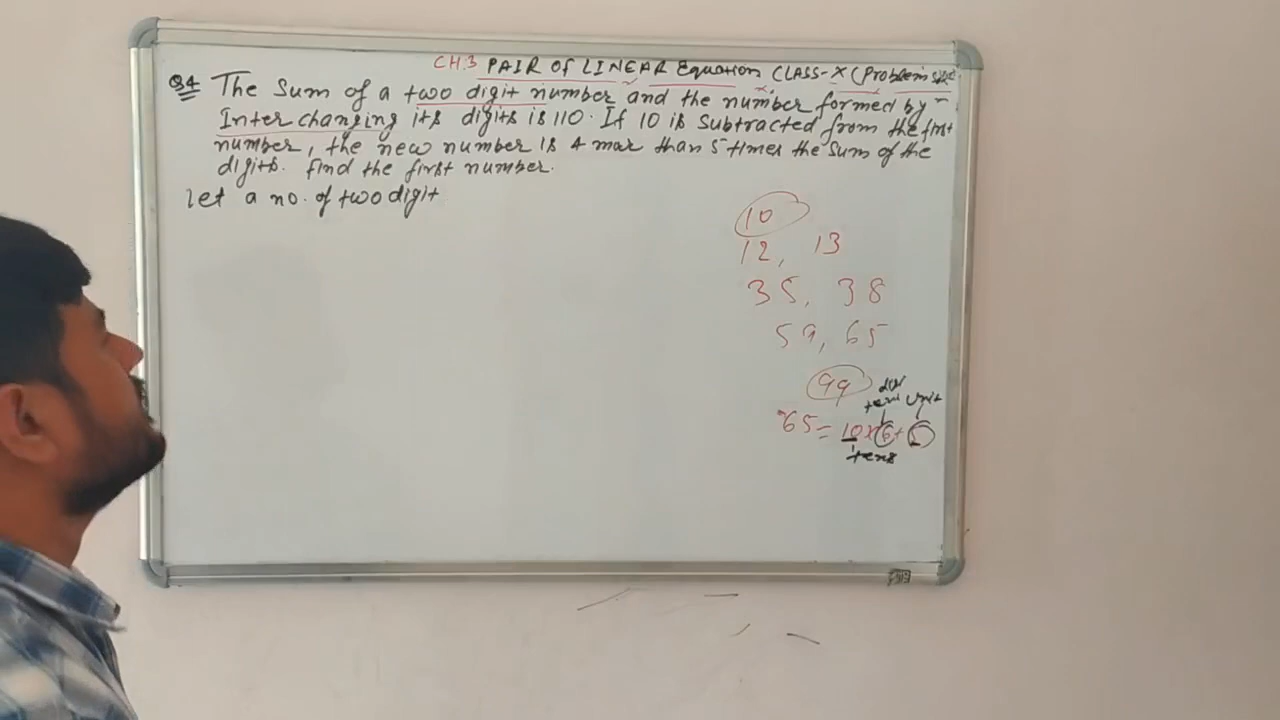 CH.3 PAIR OF LINEAR Equation CLASS-X (Problem
Q4 The Sum of a two digit number and the number formed by
Interchanging its digits is 110. If 10 is subtracted from the first
number, the new number is 4 mar than 5 times the sum of the
digits. find the first number.
let a no. of two digit
10
12, 13
35, 38
59, 65
99
unit
65 = 10×6+5
tens